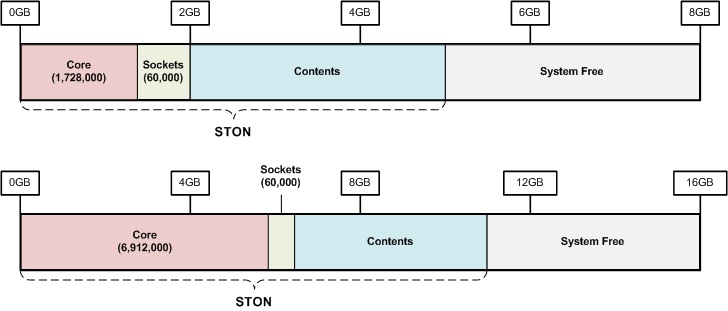 0GB 2GB 4GB 6GB 8GB
Core Sockets Contents System Free
(1,728,000) (60,000)
STON
Sockets
(60,000)
0GB 4GB 8GB 12GB 16GB
Core Contents System Free
(6,912,000)
STON